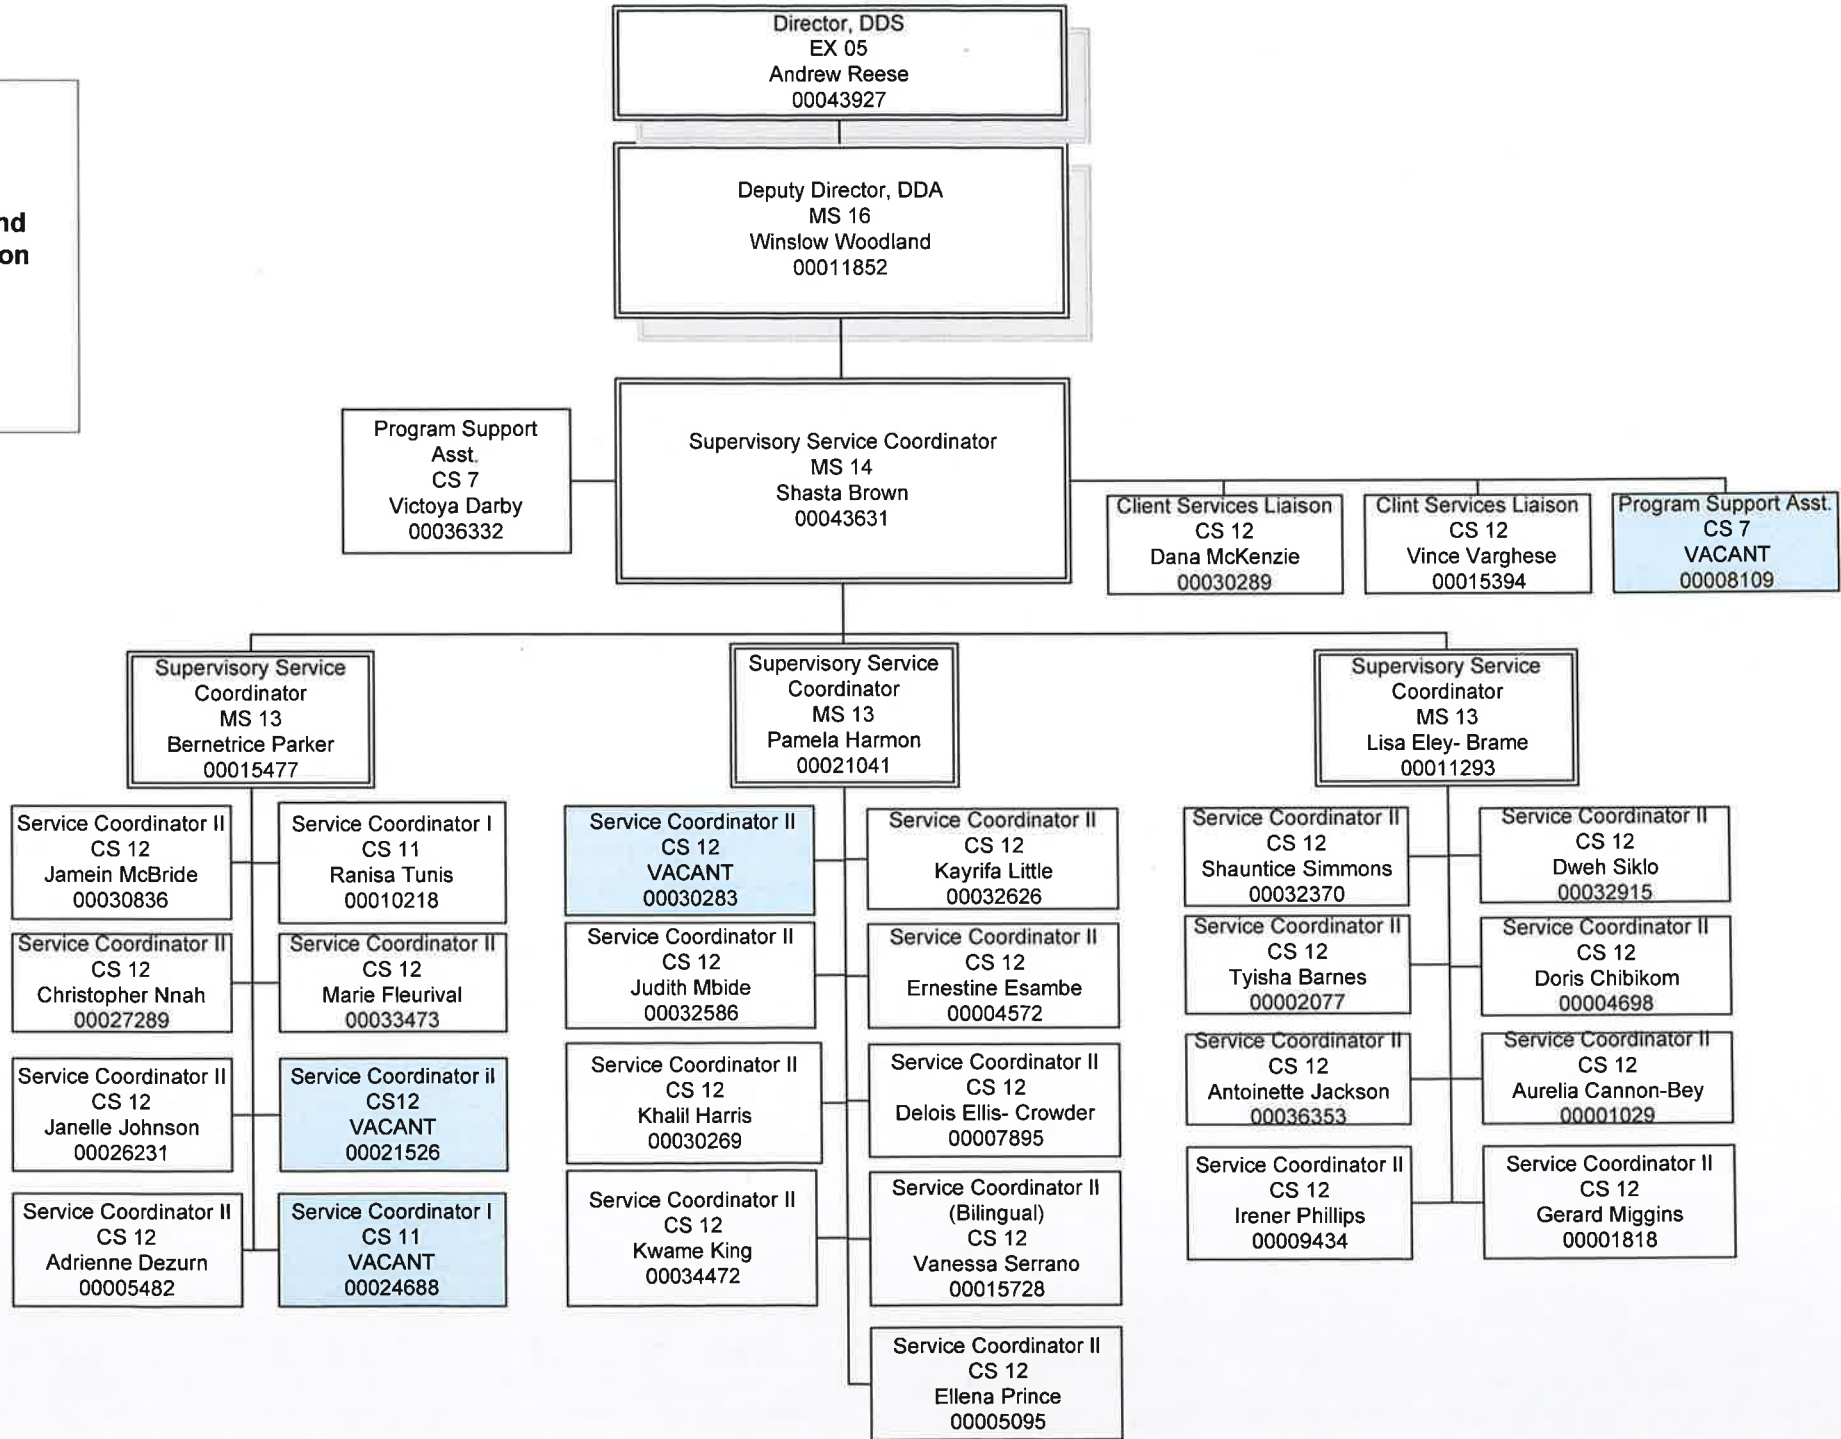 Director, DDS
EX 05
Andrew Reese
00043927
Deputy Director, DDA
MS 16
Winslow Woodland
00011852
Supervisory Service Coordinator
MS 14
Shasta Brown
00043631
Program Support
Asst.
CS 7
Victoya Darby
00036332
Client Services Liaison
CS 12
Dana McKenzie
00030289
Clint Services Liaison
CS 12
Vince Varghese
00015394
Program Support Asst.
CS 7
VACANT
00008109
Supervisory Service
Coordinator
MS 13
Bernetrice Parker
00015477
Service Coordinator II
CS 12
Jamein McBride
00030836
Service Coordinator I
CS 11
Ranisa Tunis
00010218
Service Coordinator II
CS 12
Christopher Nnah
00027289
Service Coordinator II
CS 12
Marie Fleurival
00033473
Service Coordinator II
CS 12
Janelle Johnson
00026231
Service Coordinator iI
CS12
VACANT
00021526
Service Coordinator II
CS 12
Adrienne Dezurn
00005482
Service Coordinator I
CS 11
VACANT
00024688
Supervisory Service
Coordinator
MS 13
Pamela Harmon
00021041
Service Coordinator II
CS 12
VACANT
00030283
Service Coordinator II
CS 12
Kayrifa Little
00032626
Service Coordinator II
CS 12
Judith Mbide
00032586
Service Coordinator II
CS 12
Ernestine Esambe
00004572
Service Coordinator II
CS 12
Khalil Harris
00030269
Service Coordinator II
CS 12
Delois Ellis- Crowder
00007895
Service Coordinator II
CS 12
Kwame King
00034472
Service Coordinator II
(Bilingual)
CS 12
Vanessa Serrano
00015728
Service Coordinator II
CS 12
Ellena Prince
00005095
Supervisory Service
Coordinator
MS 13
Lisa Eley- Brame
00011293
Service Coordinator II
CS 12
Shauntice Simmons
00032370
Service Coordinator II
CS 12
Dweh Siklo
00032915
Service Coordinator II
CS 12
Tyisha Barnes
00002077
Service Coordinator II
CS 12
Doris Chibikom
00004698
Service Coordinator II
CS 12
Antoinette Jackson
00036353
Service Coordinator II
CS 12
Aurelia Cannon-Bey
00001029
Service Coordinator II
CS 12
Irener Phillips
00009434
Service Coordinator II
CS 12
Gerard Miggins
00001818